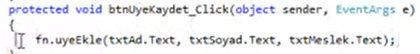 protected void btnUyeKaydet_Click(object sender, EventArgs e)
{
fn.uyeEkle(txtAd.Text, txtSoyad.Text, txtMeslek.Text);